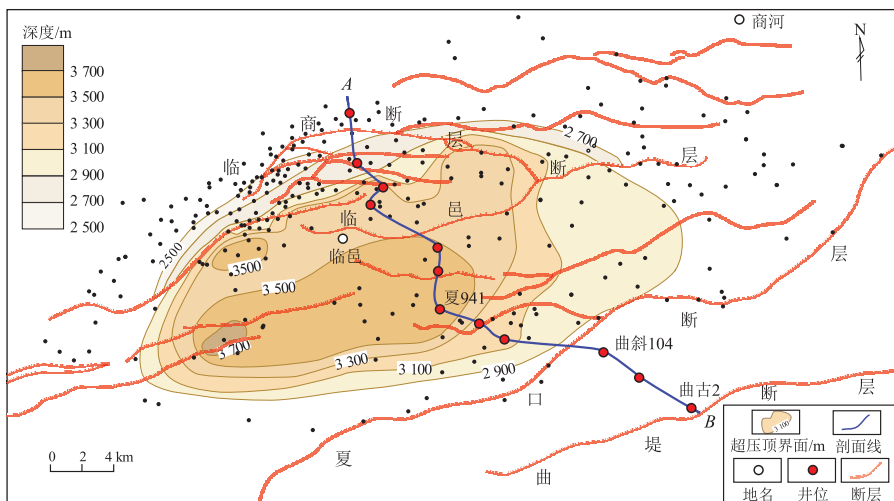 深度/m
3 700
3 500
3 300
3 100
2 900
2 700
2 500
商河
N
A
临商断层
2 700
临邑断层
2500
3500
临邑
3 500
夏941
3 700
3 300
3 100
2 900
曲斜104
曲古2
B
夏口断层
曲堤断层
0 2 4 km
3 100
超压顶界面/m
剖面线
地名
井位
断层